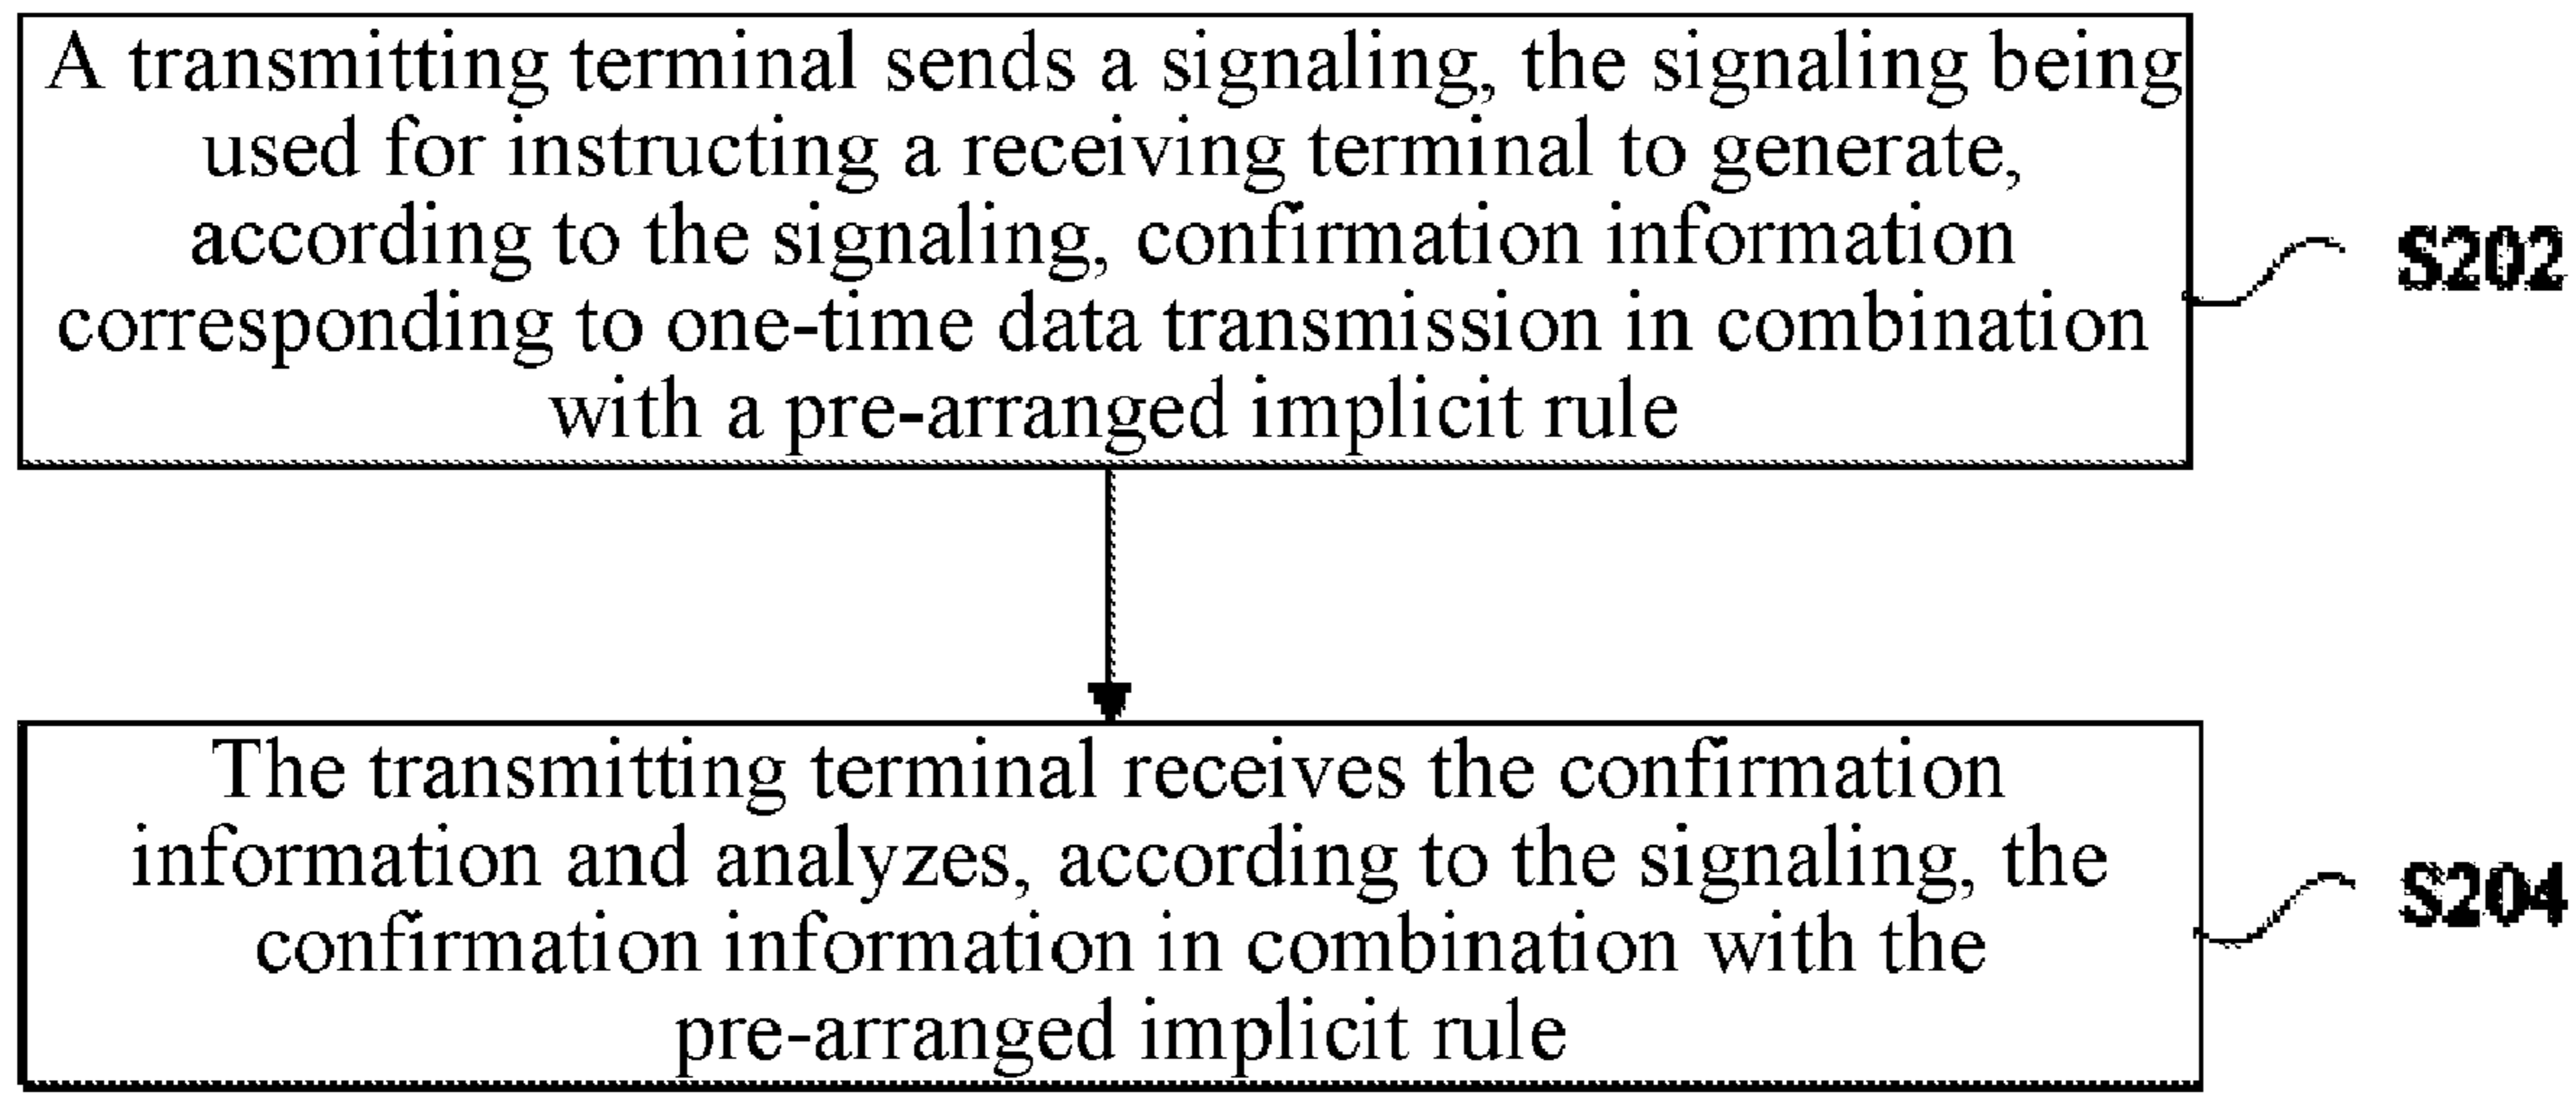 A transmitting terminal sends a signaling, the signaling being
used for instructing a receiving terminal to generate,
according to the signaling, confirmation information
corresponding to one-time data transmission in combination
with a pre-arranged implicit rule
S202
The transmitting terminal receives the confirmation
information and analyzes, according to the signaling, the
confirmation information in combination with the
pre-arranged implicit rule
S204